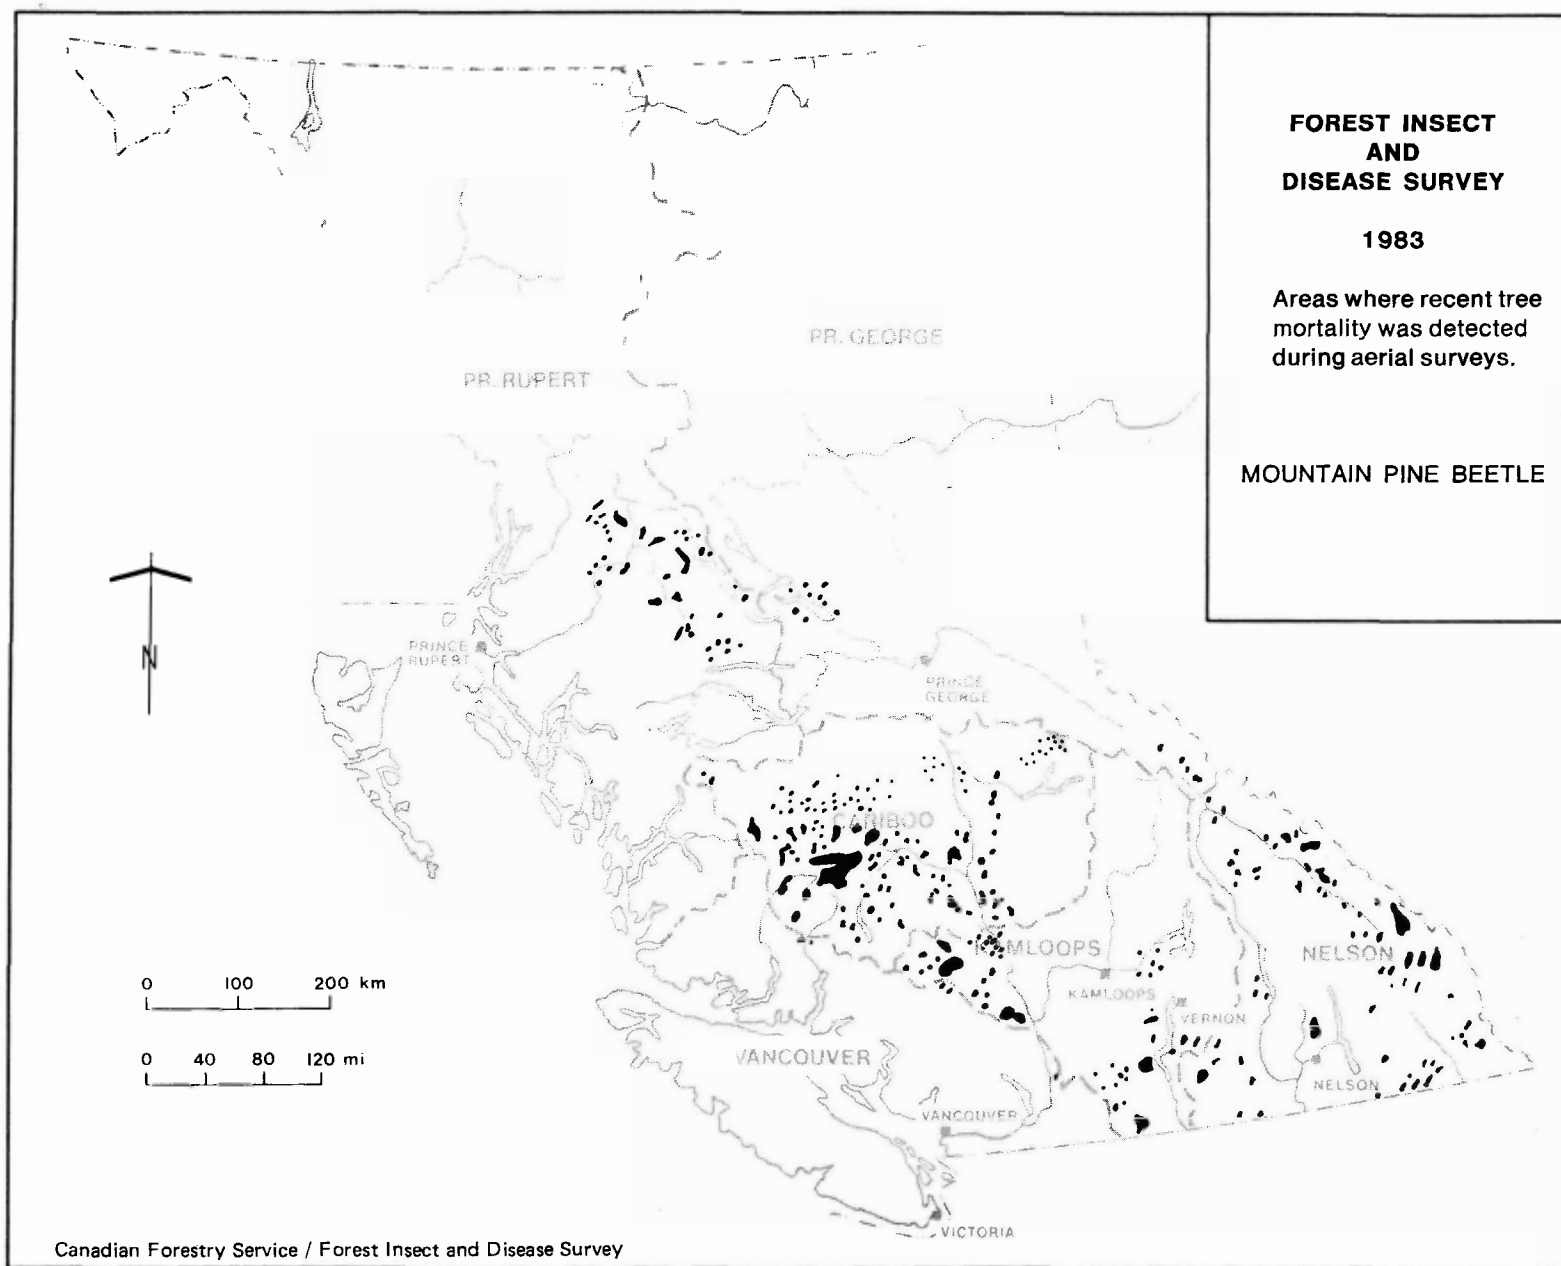 FOREST INSECT
AND
DISEASE SURVEY
1983
Areas where recent tree
mortality was detected
during aerial surveys.
MOUNTAIN PINE BEETLE
PR. GEORGE
PR. RUPERT
PRINCE
RUPERT
N
PRINCE
GEORGE
CARIBOO
KAMLOOPS
NELSON
KAMLOOPS
VERNON
VANCOUVER
NELSON
VANCOUVER
VICTORIA
0 100 200 km
0 40 80 120 mi
Canadian Forestry Service / Forest Insect and Disease Survey